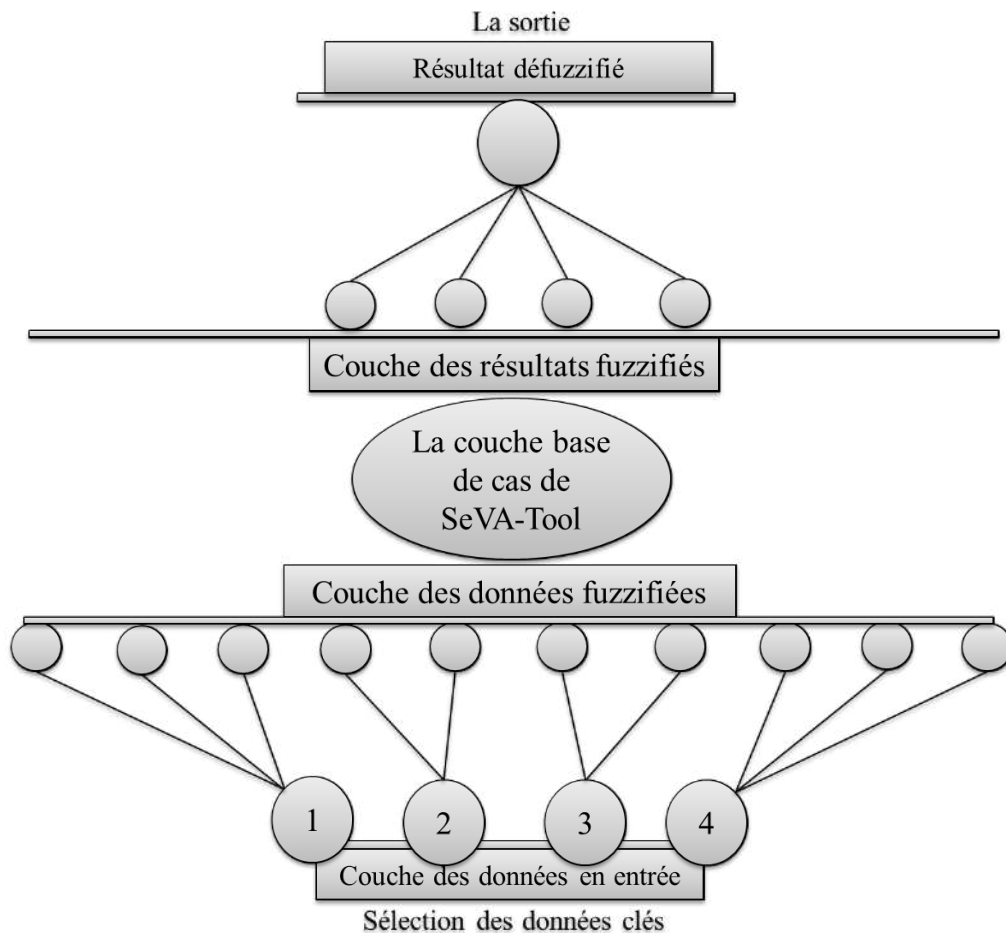 La sortie
Résultat défuzzifié
Couche des résultats fuzzifiés
La couche base
de cas de
SeVA-Tool
Couche des données fuzzifiées
1
2
3
4
Couche des données en entrée
Sélection des données clés